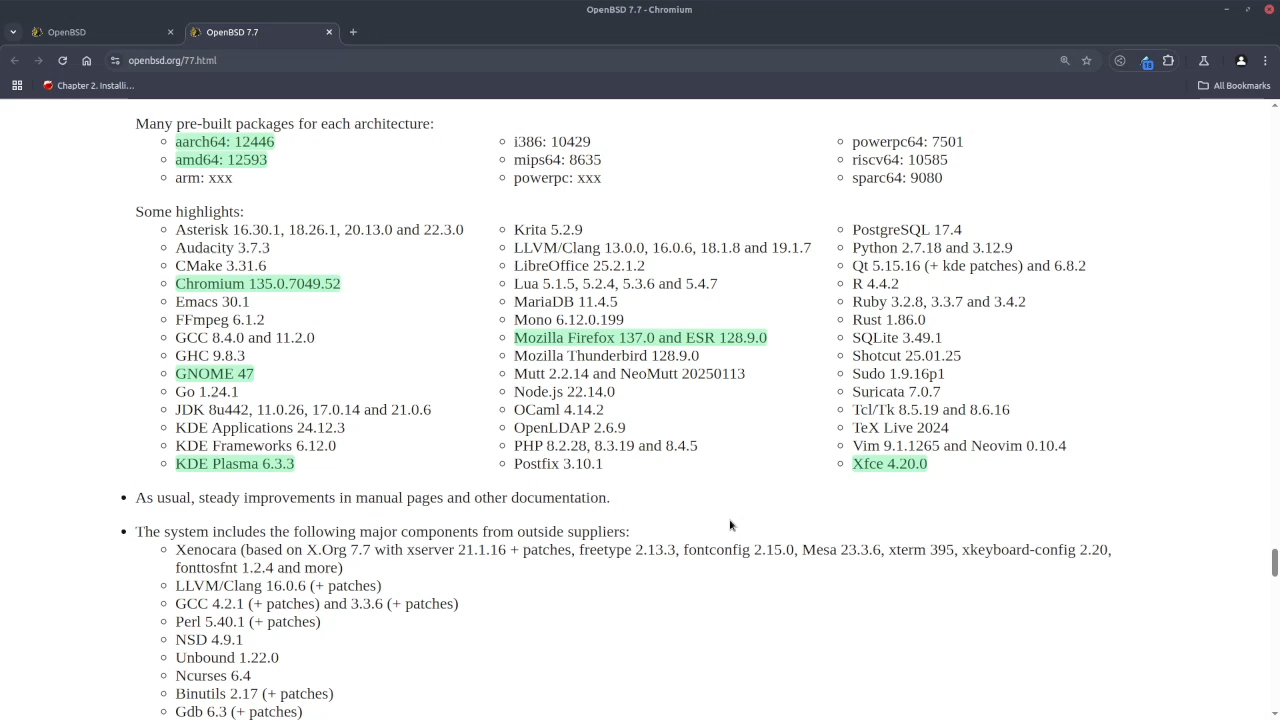 OpenBSD 7.7 - Chromium
OpenBSD
OpenBSD 7.7
openbsd.org/77.html
Chapter 2. Installi...
All Bookmarks
Many pre-built packages for each architecture:
aarch64: 12446
amd64: 12593
arm: xxx
i386: 10429
mips64: 8635
powerpc: xxx
powerpc64: 7501
riscv64: 10585
sparc64: 9080
Some highlights:
Asterisk 16.30.1, 18.26.1, 20.13.0 and 22.3.0
Audacity 3.7.3
CMake 3.31.6
Chromium 135.0.7049.52
Emacs 30.1
FFmpeg 6.1.2
GCC 8.4.0 and 11.2.0
GHC 9.8.3
GNOME 47
Go 1.24.1
JDK 8u442, 11.0.26, 17.0.14 and 21.0.6
KDE Applications 24.12.3
KDE Frameworks 6.12.0
KDE Plasma 6.3.3
Krita 5.2.9
LLVM/Clang 13.0.0, 16.0.6, 18.1.8 and 19.1.7
LibreOffice 25.2.1.2
Lua 5.1.5, 5.2.4, 5.3.6 and 5.4.7
MariaDB 11.4.5
Mono 6.12.0.199
Mozilla Firefox 137.0 and ESR 128.9.0
Mozilla Thunderbird 128.9.0
Mutt 2.2.14 and NeoMutt 20250113
Node.js 22.14.0
OCaml 4.14.2
OpenLDAP 2.6.9
PHP 8.2.28, 8.3.19 and 8.4.5
Postfix 3.10.1
PostgreSQL 17.4
Python 2.7.18 and 3.12.9
Qt 5.15.16 (+ kde patches) and 6.8.2
R 4.4.2
Ruby 3.2.8, 3.3.7 and 3.4.2
Rust 1.86.0
SQLite 3.49.1
Shotcut 25.01.25
Sudo 1.9.16p1
Suricata 7.0.7
Tcl/Tk 8.5.19 and 8.6.16
TeX Live 2024
Vim 9.1.1265 and Neovim 0.10.4
Xfce 4.20.0
As usual, steady improvements in manual pages and other documentation.
The system includes the following major components from outside suppliers:
Xenocara (based on X.Org 7.7 with xserver 21.1.16 + patches, freetype 2.13.3, fontconfig 2.15.0, Mesa 23.3.6, xterm 395, xkeyboard-config 2.20,
fonttosfnt 1.2.4 and more)
LLVM/Clang 16.0.6 (+ patches)
GCC 4.2.1 (+ patches) and 3.3.6 (+ patches)
Perl 5.40.1 (+ patches)
NSD 4.9.1
Unbound 1.22.0
Ncurses 6.4
Binutils 2.17 (+ patches)
Gdb 6.3 (+ patches)